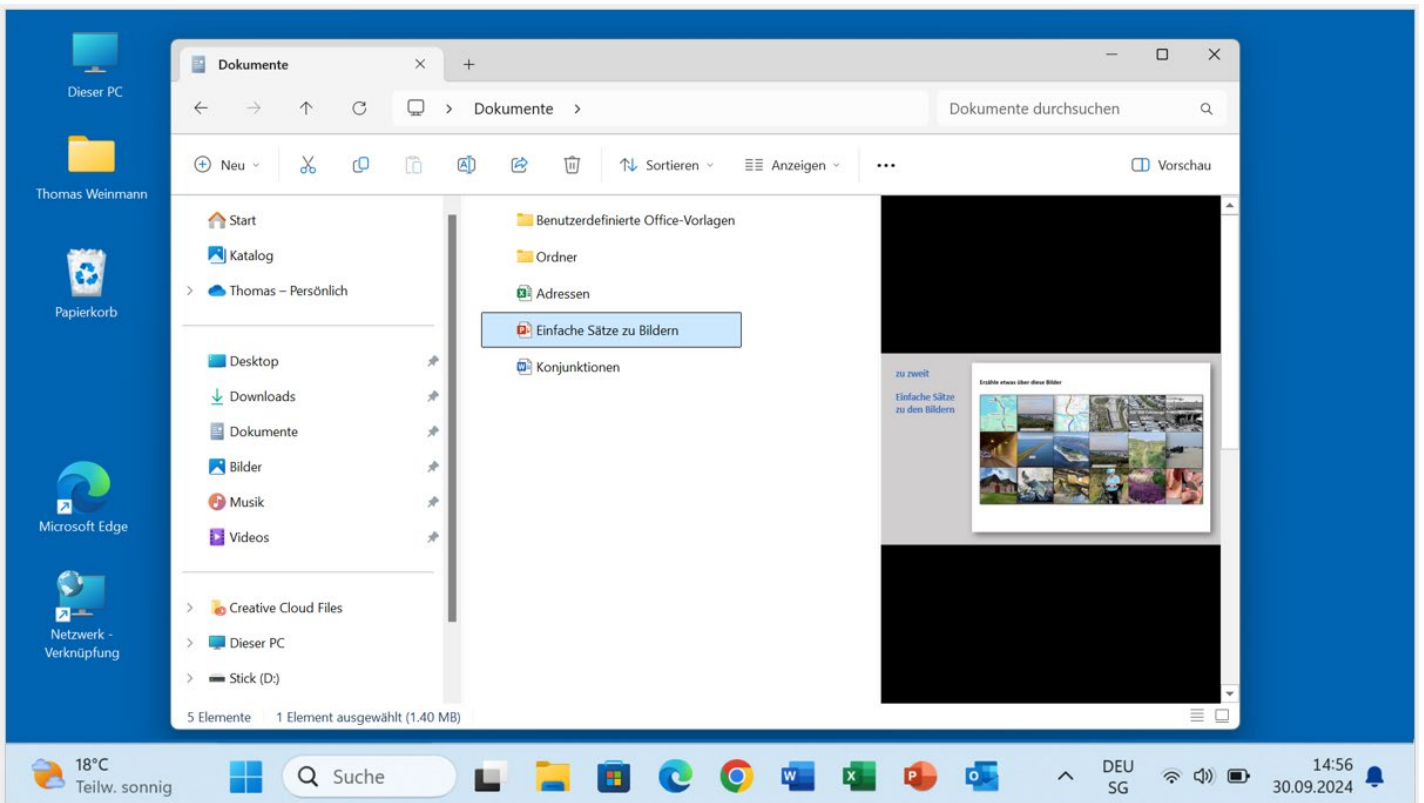 Dieser PC
Thomas Weinmann
Papierkorb
Microsoft Edge
Netzwerk -
Verknüpfung
Dokumente
Dokumente
Dokumente durchsuchen
Neu
Sortieren
Anzeigen
Vorschau
Start
Katalog
Thomas – Persönlich
Desktop
Downloads
Dokumente
Bilder
Musik
Videos
Creative Cloud Files
Dieser PC
Stick (D:)
Benutzerdefinierte Office-Vorlagen
Ordner
Adressen
Einfache Sätze zu Bildern
Konjunktionen
zu zweit
Einfache Sätze
zu den Bildern
Erzähle etwas über diese Bilder
5 Elemente 1 Element ausgewählt (1.40 MB)
18°C
Teilw. sonnig
Suche
DEU
SG
14:56
30.09.2024